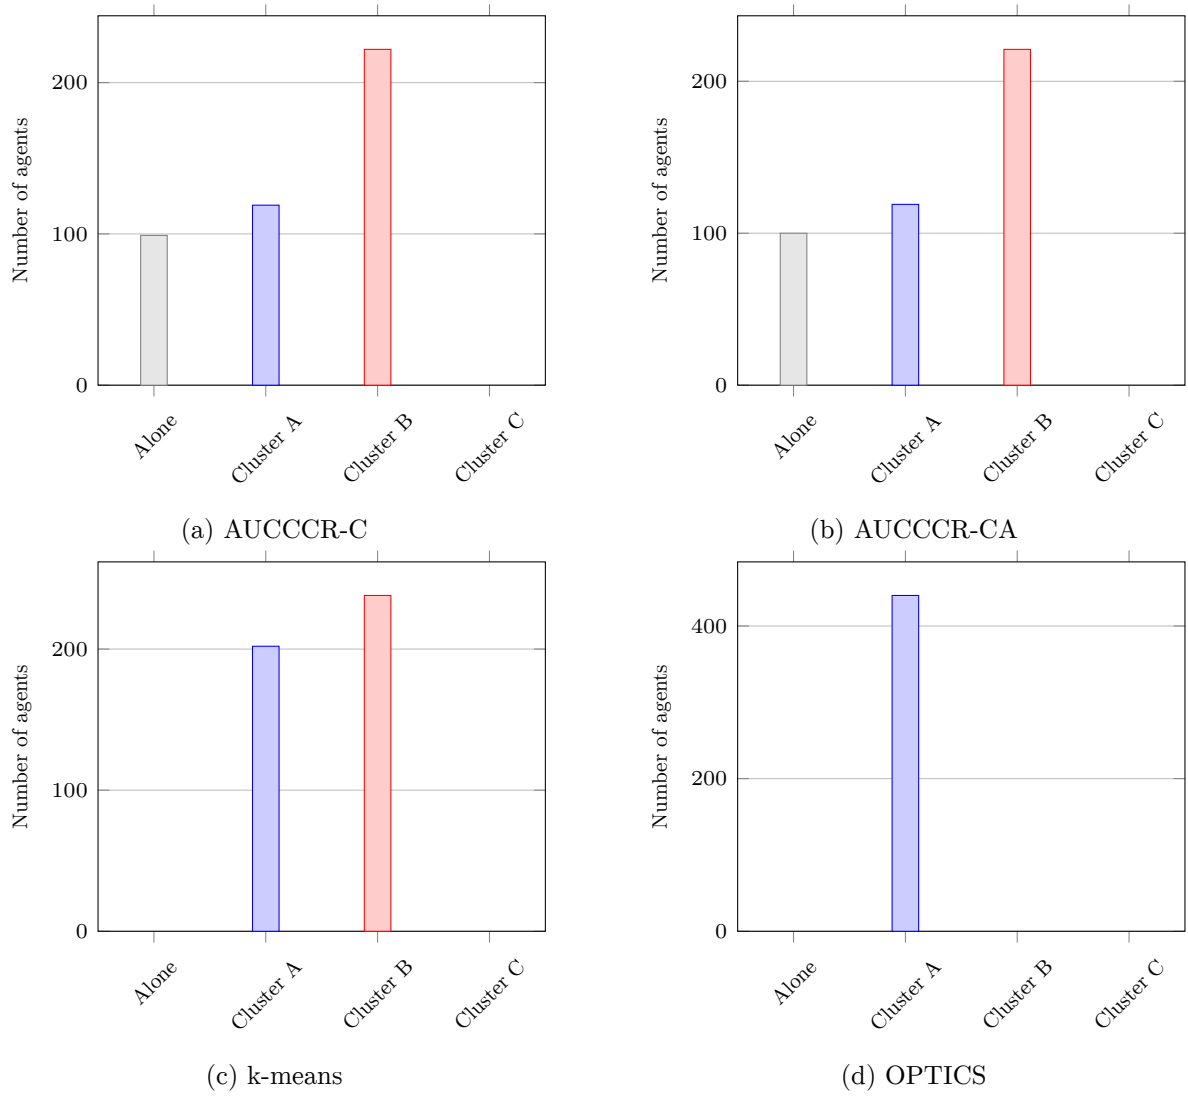 Number of agents
200
100
0
Alone
Cluster A
Cluster B
Cluster C
(a) AUCCCR-C
Number of agents
200
100
0
Alone
Cluster A
Cluster B
Cluster C
(b) AUCCCR-CA
Number of agents
200
100
0
Alone
Cluster A
Cluster B
Cluster C
(c) k-means
Number of agents
400
200
0
Alone
Cluster A
Cluster B
Cluster C
(d) OPTICS